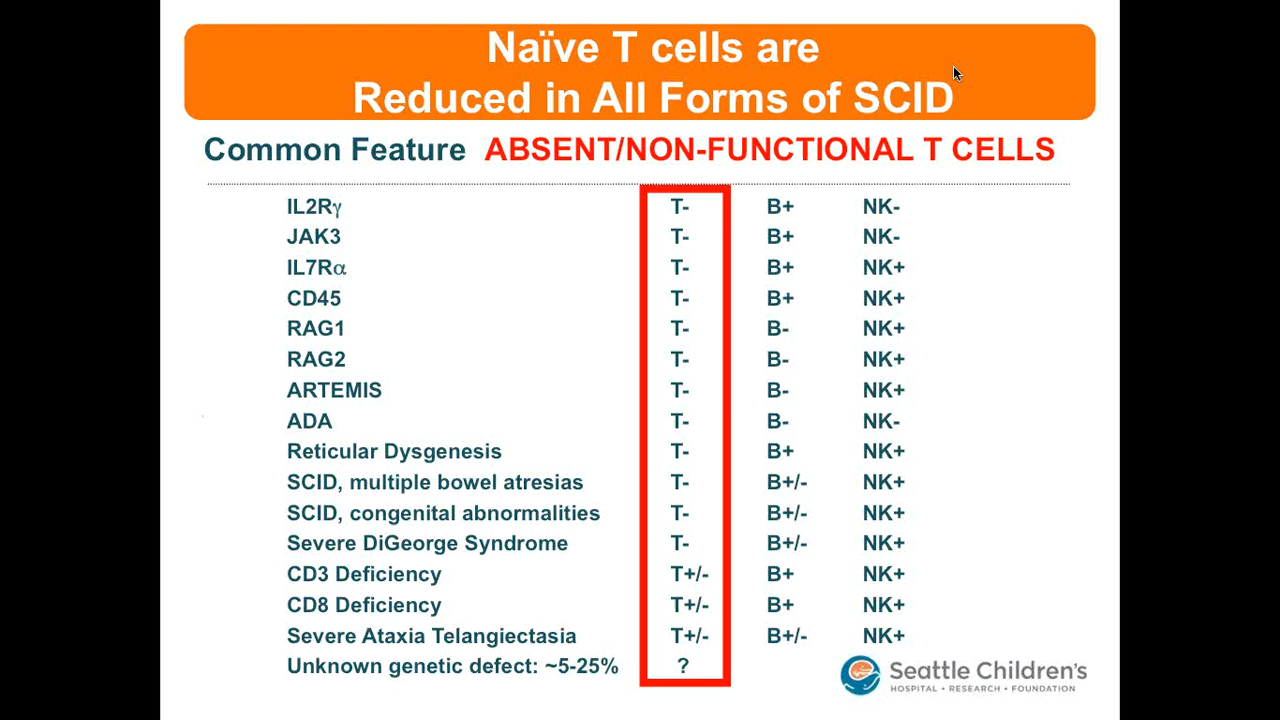 Naïve T cells are
Reduced in All Forms of SCID
Common Feature ABSENT/NON-FUNCTIONAL T CELLS
IL2Rγ T- B+ NK-
JAK3 T- B+ NK-
IL7Rα T- B+ NK+
CD45 T- B+ NK+
RAG1 T- B- NK+
RAG2 T- B- NK+
ARTEMIS T- B- NK+
ADA T- B- NK-
Reticular Dysgenesis T- B+ NK+
SCID, multiple bowel atresias T- B+/- NK+
SCID, congenital abnormalities T- B+/- NK+
Severe DiGeorge Syndrome T- B+/- NK+
CD3 Deficiency T+/- B+ NK+
CD8 Deficiency T+/- B+ NK+
Severe Ataxia Telangiectasia T+/- B+/- NK+
Unknown genetic defect: ~5-25% ?
Seattle Children's
HOSPITAL • RESEARCH • FOUNDATION